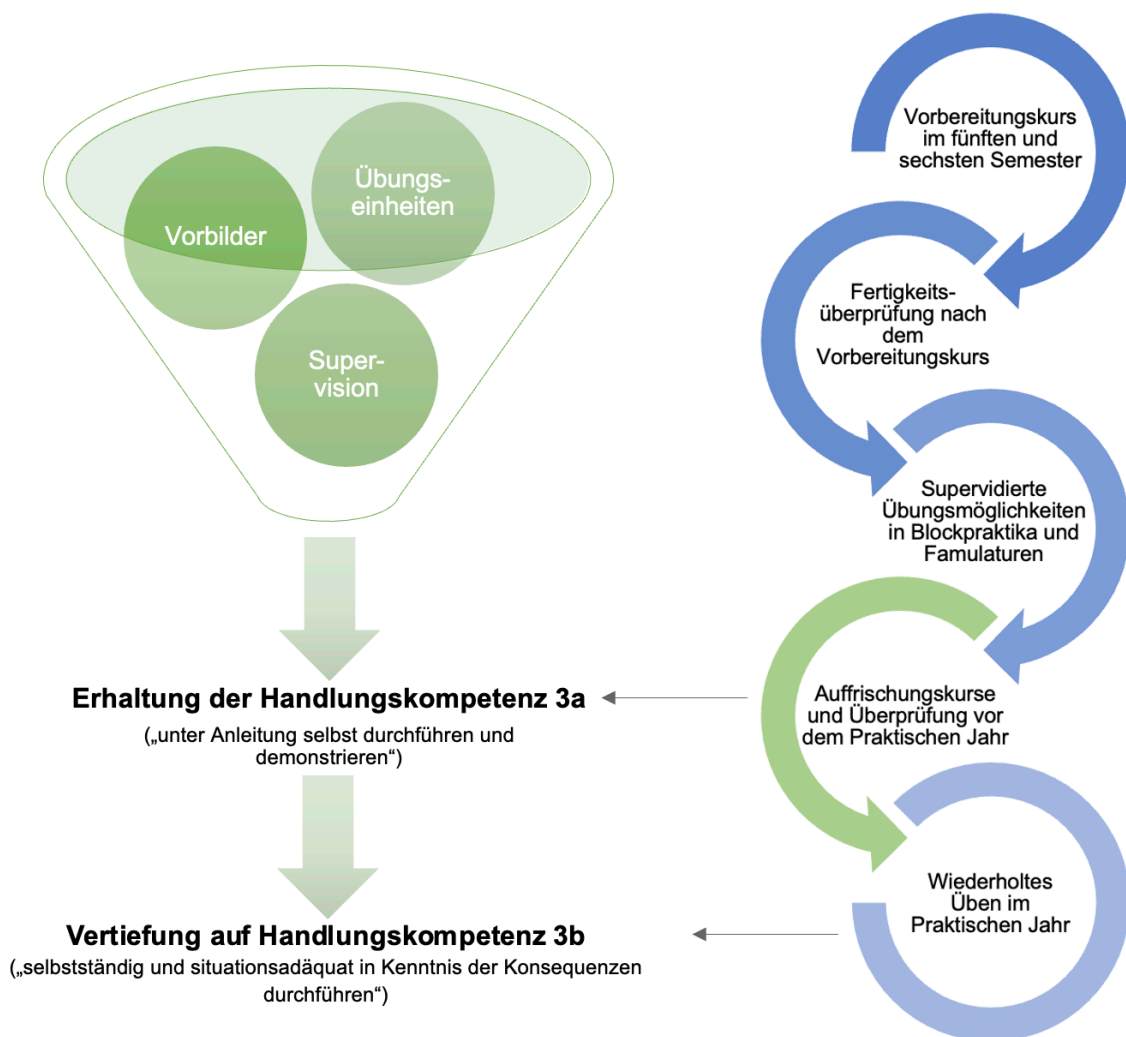 Vorbilder
Übungs-
einheiten
Super-
vision
Erhaltung der Handlungskompetenz 3a
(„unter Anleitung selbst durchführen und
demonstrieren“)
Vertiefung auf Handlungskompetenz 3b
(„selbstständig und situationsadäquat in Kenntnis der Konsequenzen
durchführen“)
Vorbereitungskurs
im fünften und
sechsten Semester
Fertigkeits-
überprüfung nach
dem
Vorbereitungskurs
Supervidierte
Übungsmöglichkeiten
in Blockpraktika und
Famulaturen
Auffrischungskurse
und Überprüfung vor
dem Praktischen Jahr
Wiederholtes
Üben im
Praktischen Jahr